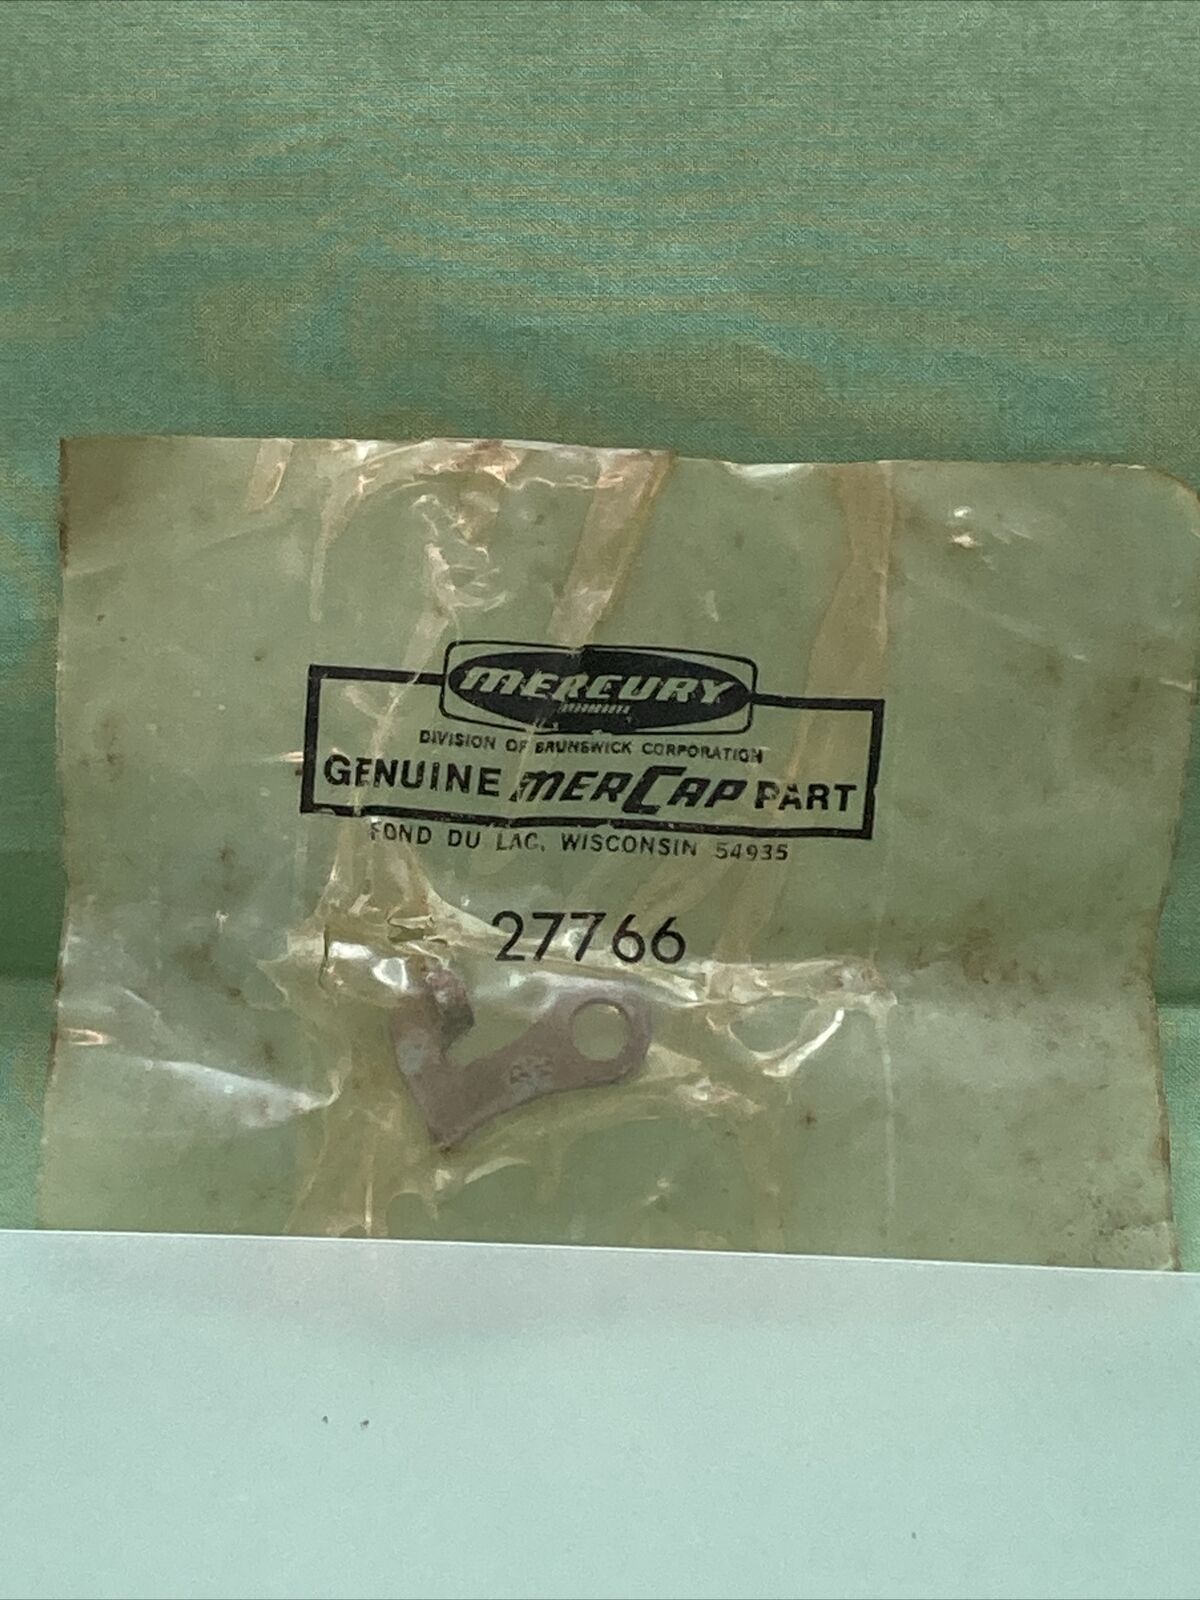 MERCURY
DIVISION OF BRUNSWICK CORPORATION
GENUINE MERCAP PART
FOND DU LAC, WISCONSIN 54935
27766